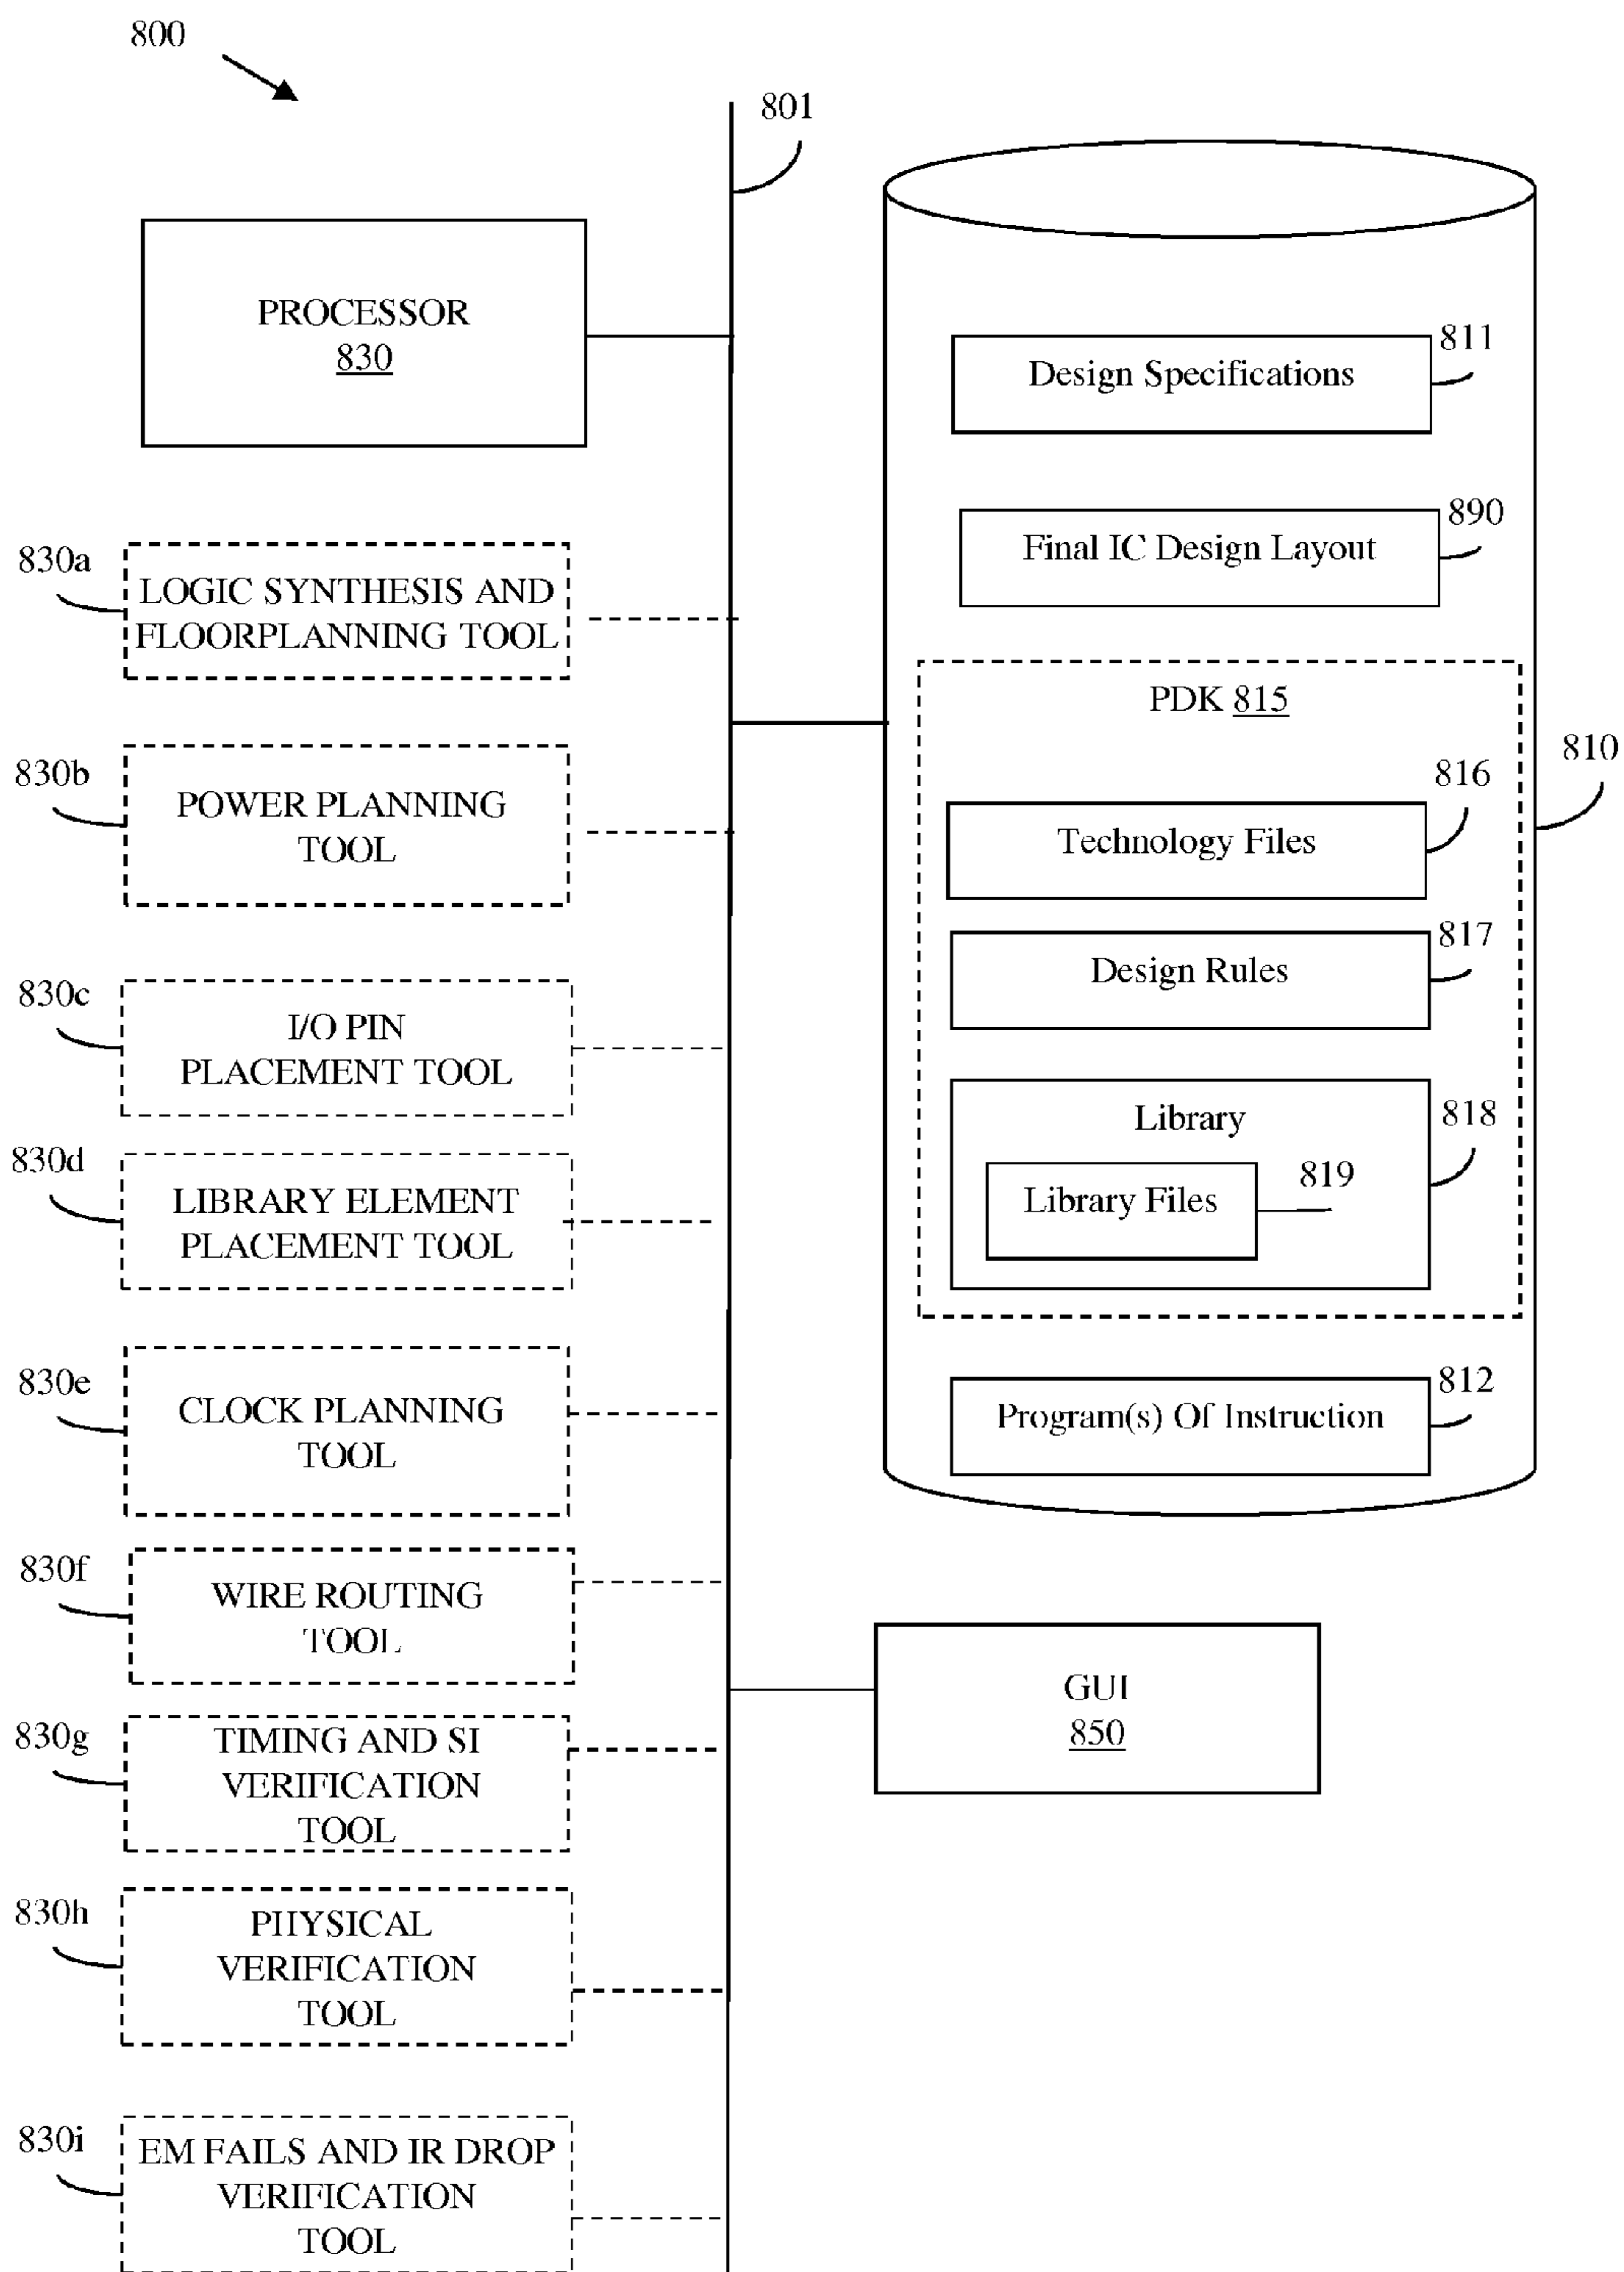 800
801
PROCESSOR
830
830a
LOGIC SYNTHESIS AND
FLOORPLANNING TOOL
830b
POWER PLANNING
TOOL
830c
I/O PIN
PLACEMENT TOOL
830d
LIBRARY ELEMENT
PLACEMENT TOOL
830e
CLOCK PLANNING
TOOL
830f
WIRE ROUTING
TOOL
830g
TIMING AND SI
VERIFICATION
TOOL
830h
PHYSICAL
VERIFICATION
TOOL
830i
EM FAILS AND IR DROP
VERIFICATION
TOOL
811
Design Specifications
890
Final IC Design Layout
PDK 815
810
816
Technology Files
817
Design Rules
818
Library
819
Library Files
812
Program(s) Of Instruction
GUI
850